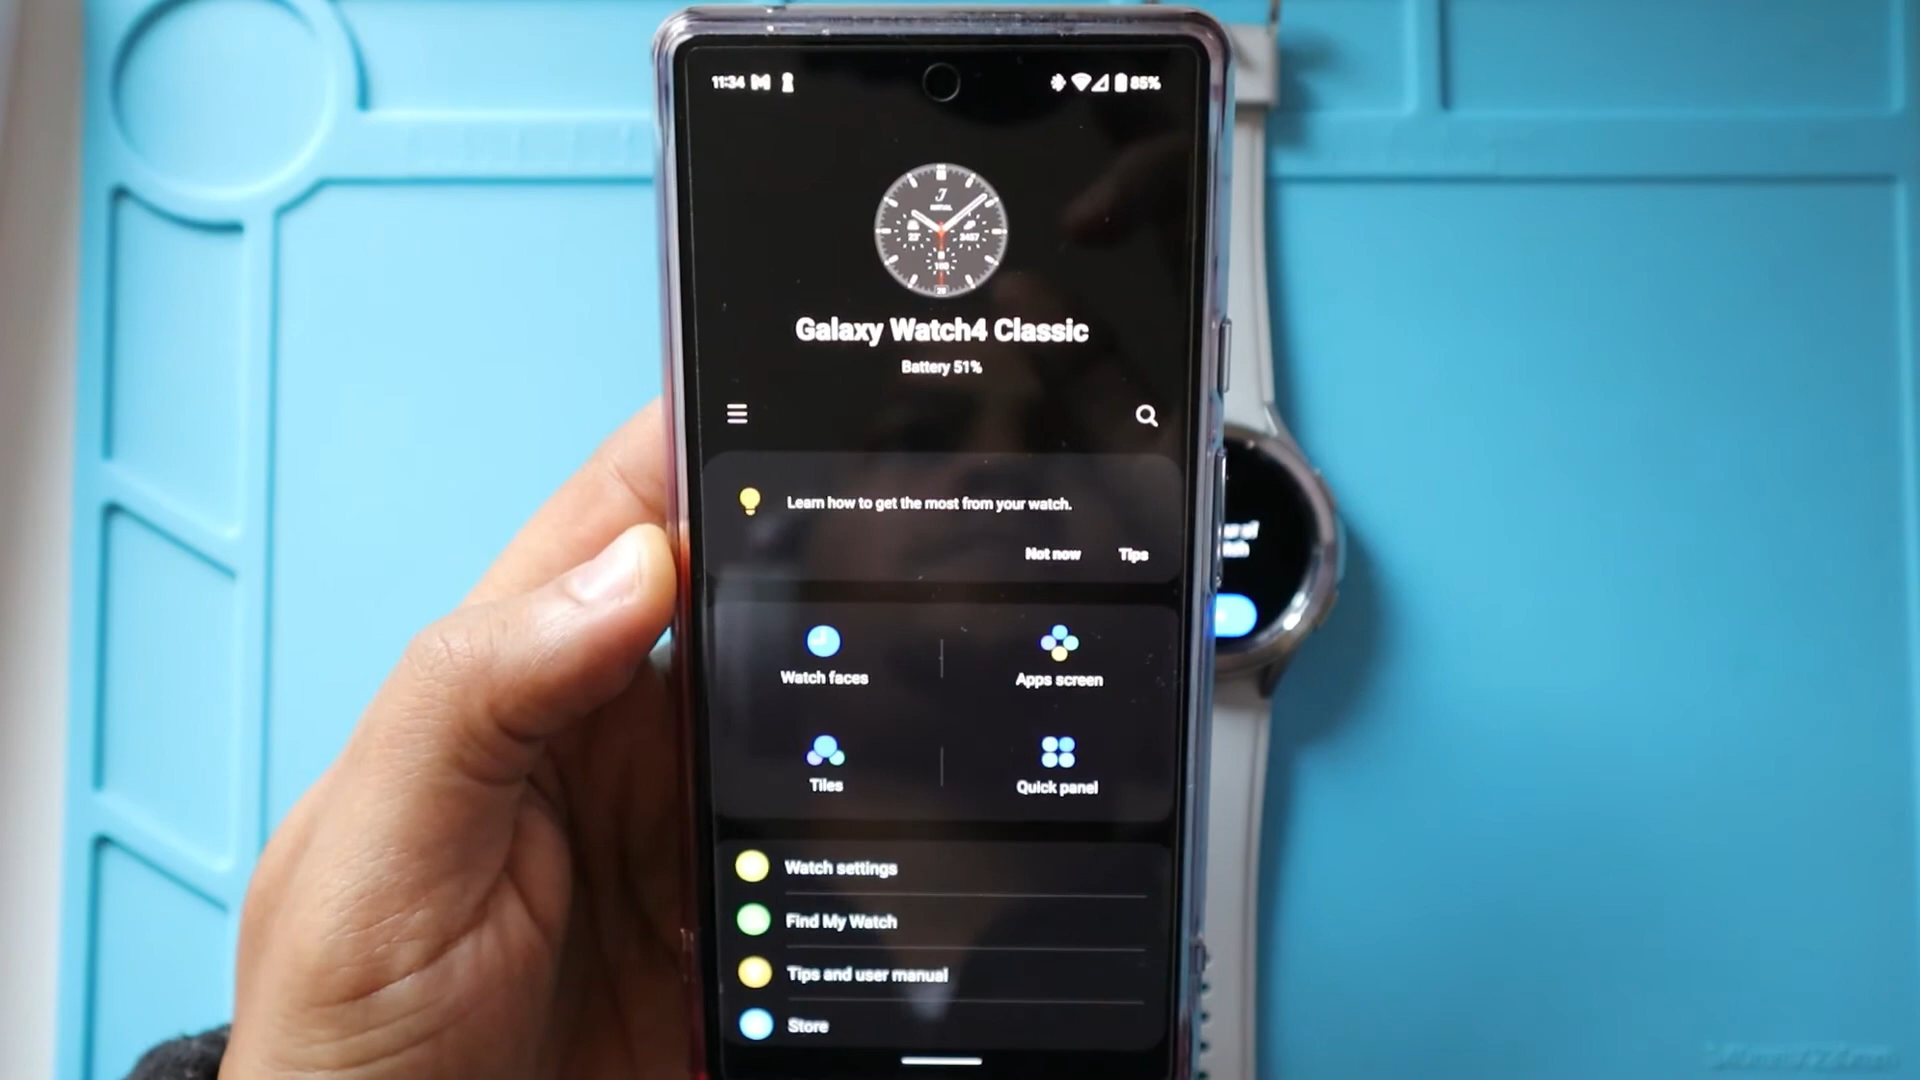 11:34
85%
Galaxy Watch4 Classic
Battery 51%
Learn how to get the most from your watch.
Not now Tips
Watch faces Apps screen
Tiles Quick panel
Watch settings
Find My Watch
Tips and user manual
Store